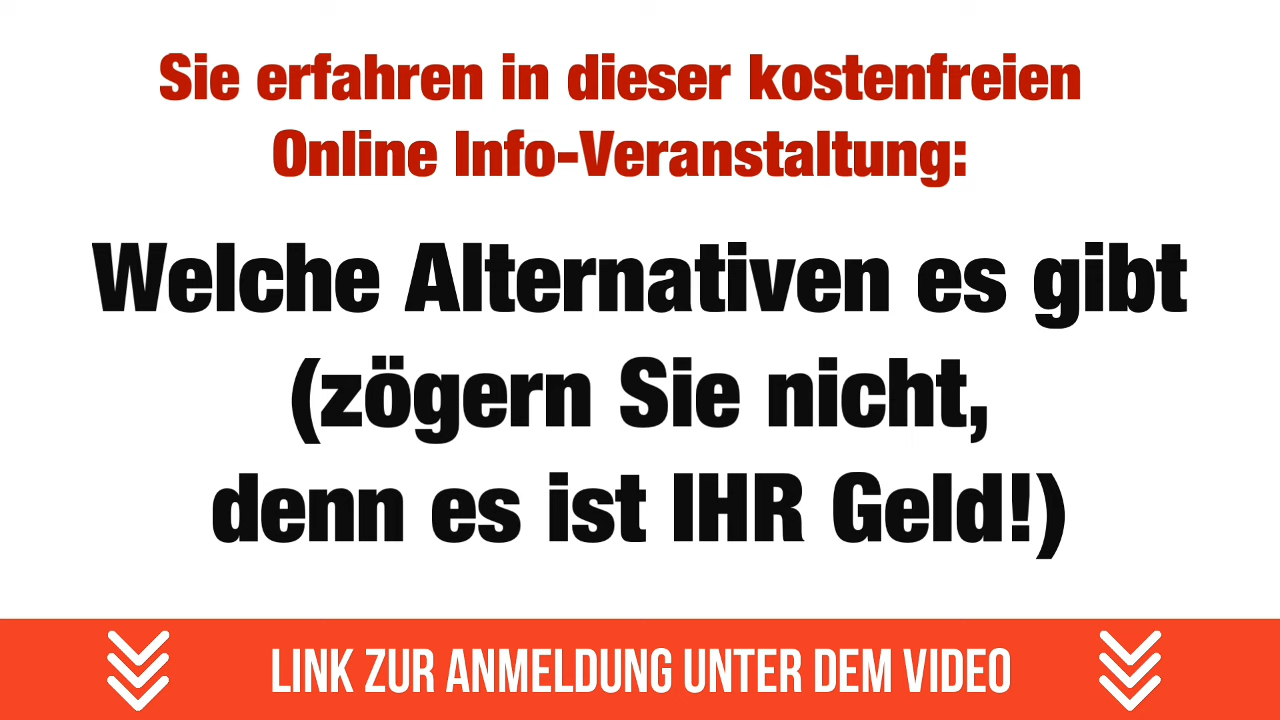 Sie erfahren in dieser kostenfreien
Online Info-Veranstaltung:
Welche Alternativen es gibt
(zögern Sie nicht,
denn es ist IHR Geld!)
LINK ZUR ANMELDUNG UNTER DEM VIDEO